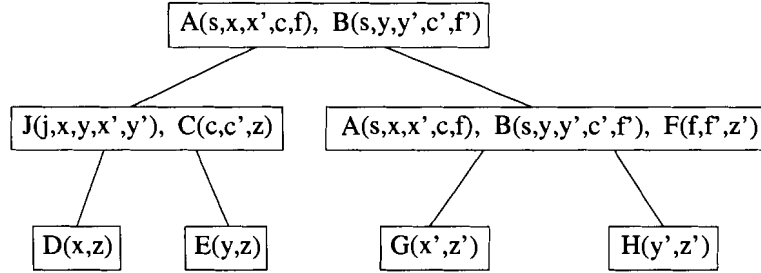 A(s,x,x',c,f), B(s,y,y',c',f')
J(j,x,y,x',y'), C(c,c',z)
A(s,x,x',c,f), B(s,y,y',c',f'), F(f,f',z')
D(x,z)
E(y,z)
G(x',z')
H(y',z')